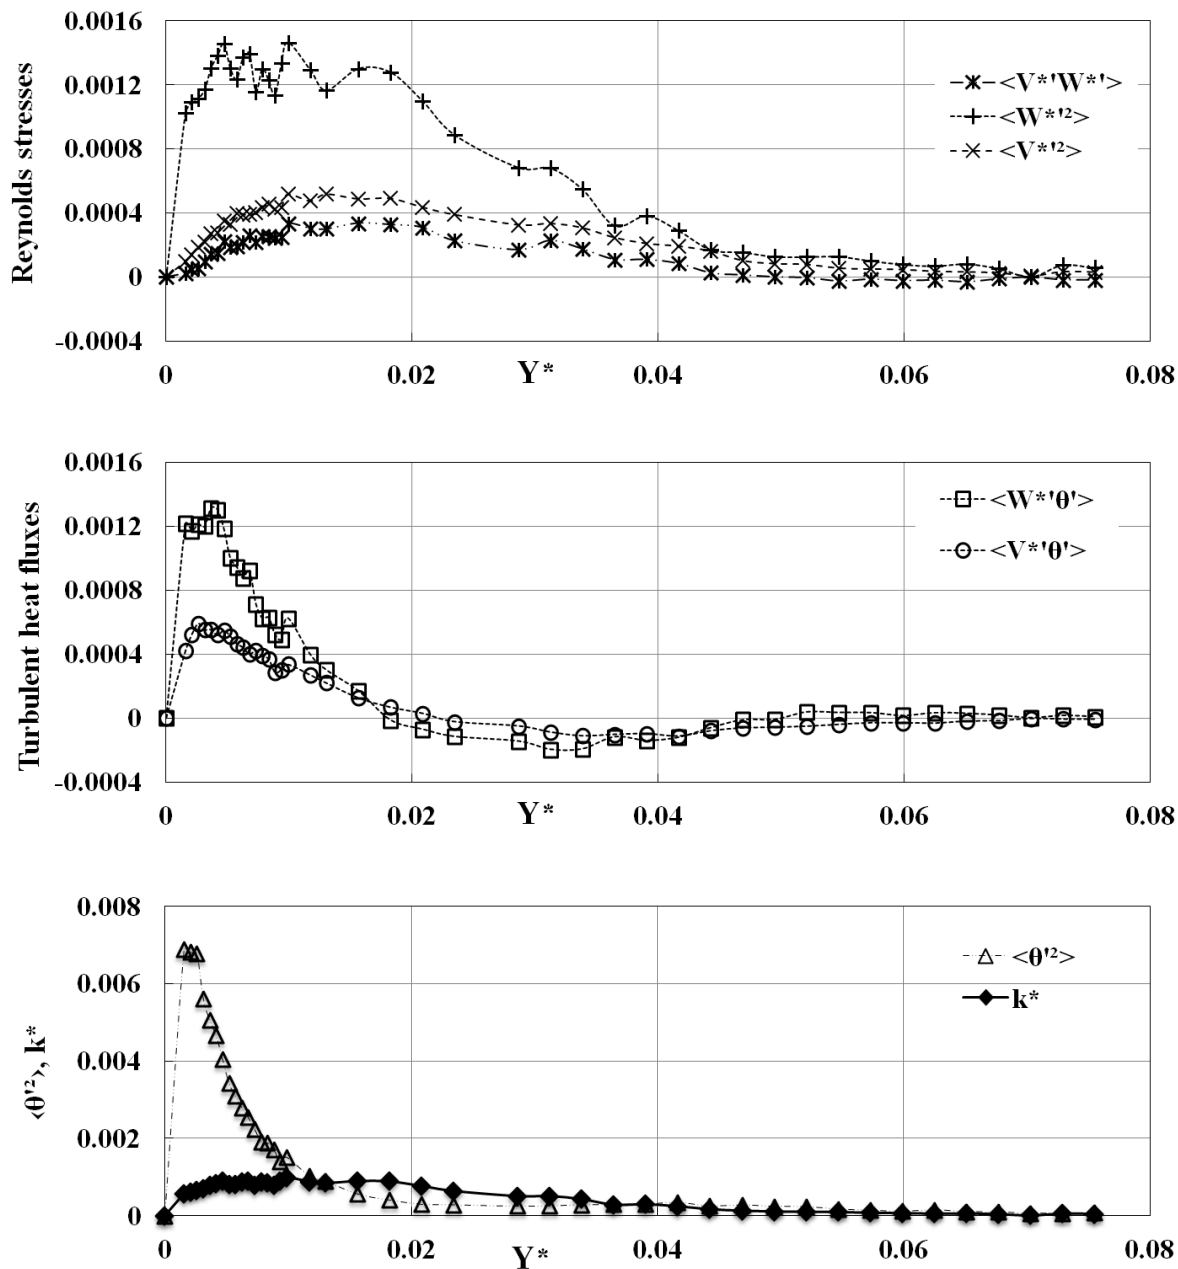 Reynolds stresses
0.0016
0.0012
0.0008
0.0004
0
-0.0004
<V*'W*'>
<W*'²>
<V*'²>
0 0.02 0.04 0.06 0.08
Y*
Turbulent heat fluxes
0.0016
0.0012
0.0008
0.0004
0
-0.0004
<W*'θ'>
<V*'θ'>
0 0.02 0.04 0.06 0.08
Y*
‹θ'²›, k*
0.008
0.006
0.004
0.002
0
<θ'²>
k*
0 0.02 0.04 0.06 0.08
Y*